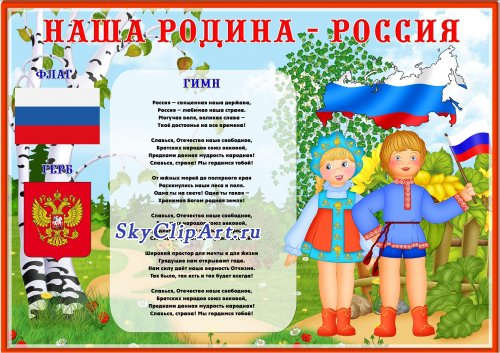 НАША РОДИНА - РОССИЯ
ФЛАГ
ГЕРБ
ГИМН
Россия – священная наша держава,
Россия – любимая наша страна.
Могучая воля, великая слава –
Твоё достоянье на все времена!
Славься, Отечество наше свободное,
Братских народов союз вековой,
Предками данная мудрость народная!
Славься, страна! Мы гордимся тобой!
От южных морей до полярного края
Раскинулись наши леса и поля.
Одна ты на свете! Одна ты такая –
Хранимая Богом родная земля!
Славься, Отечество наше свободное,
Братских народов союз вековой,
SkyClipArt.ru
Широкий простор для мечты и для жизни
Грядущие нам открывают года.
Нам силу даёт наша верность Отчизне.
Так было, так есть и так будет всегда!
Славься, Отечество наше свободное,
Братских народов союз вековой,
Предками данная мудрость народная!
Славься, страна! Мы гордимся тобой!